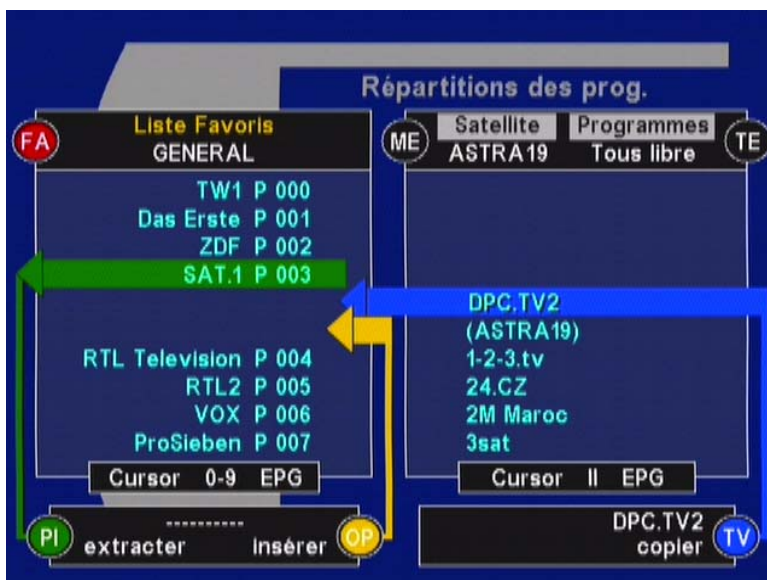 Répartitions des prog.
FA
Liste Favoris
GENERAL
TW1 P 000
Das Erste P 001
ZDF P 002
SAT.1 P 003
RTL Television P 004
RTL2 P 005
VOX P 006
ProSieben P 007
Cursor 0-9 EPG
PI
----------
extracter insérer
OP
ME
Satellite Programmes
ASTRA19 Tous libre
TE
DPC.TV2
(ASTRA19)
1-2-3.tv
24.CZ
2M Maroc
3sat
Cursor II EPG
DPC.TV2
copier
TV